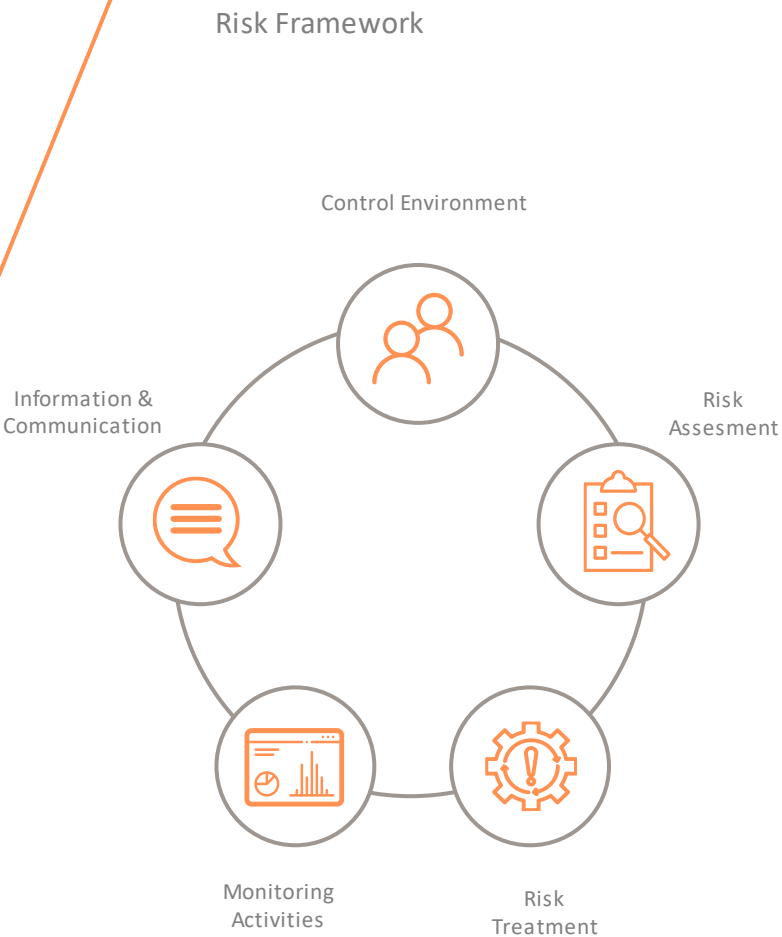 Risk Framework
Control Environment
Information &
Communication
Risk
Assesment
Monitoring
Activities
Risk
Treatment